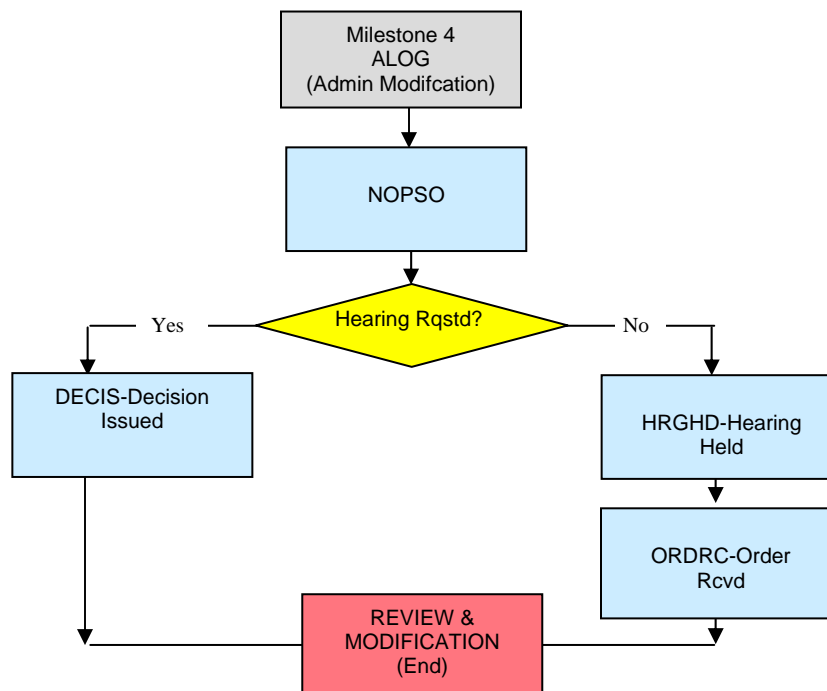 Milestone 4
ALOG
(Admin Modifcation)
NOPSO
Hearing Rqstd?
Yes
No
DECIS-Decision
Issued
HRGHD-Hearing
Held
ORDRC-Order
Rcvd
REVIEW &
MODIFICATION
(End)